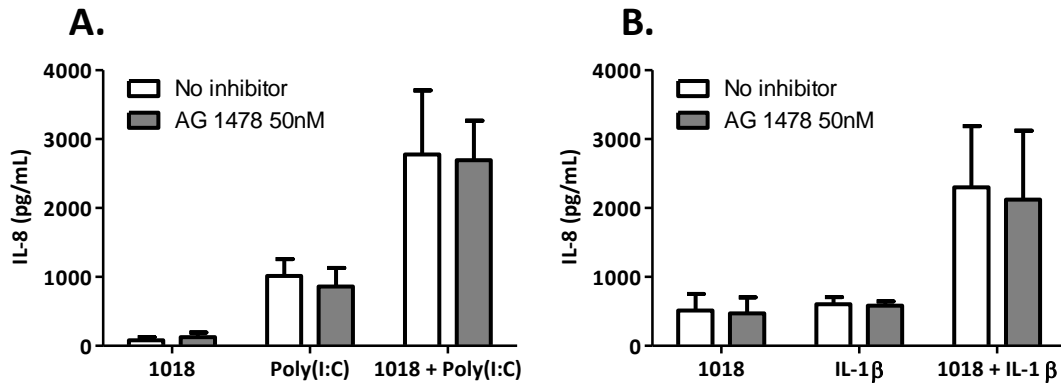 A.
4000
3000
2000
1000
0
IL-8 (pg/mL)
No inhibitor
AG 1478 50nM
1018
Poly(I:C)
1018 + Poly(I:C)
B.
4000
3000
2000
1000
0
IL-8 (pg/mL)
No inhibitor
AG 1478 50nM
1018
IL-1β
1018 + IL-1 β